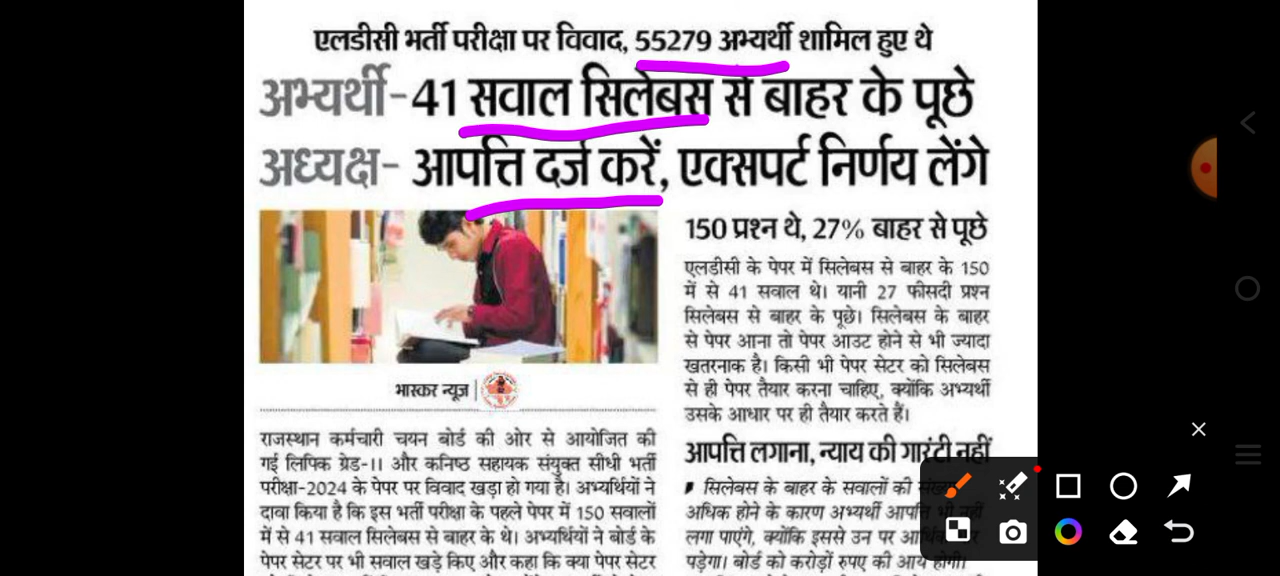 एलडीसी भर्ती परीक्षा पर विवाद, 55279 अभ्यर्थी शामिल हुए थे
अभ्यर्थी-41 सवाल सिलेबस से बाहर के पूछे
अध्यक्ष- आपत्ति दर्ज करें, एक्सपर्ट निर्णय लेंगे
भास्कर न्यूज |
राजस्थान कर्मचारी चयन बोर्ड की ओर से आयोजित की
गई लिपिक ग्रेड-।। और कनिष्ठ सहायक संयुक्त सीधी भर्ती
परीक्षा-2024 के पेपर पर विवाद खड़ा हो गया है। अभ्यर्थियों ने
दावा किया है कि इस भर्ती परीक्षा के पहले पेपर में 150 सवालों
में से 41 सवाल सिलेबस से बाहर के थे। अभ्यर्थियों ने बोर्ड के
पेपर सेटर पर भी सवाल खड़े किए और कहा कि क्या पेपर सेटर
150 प्रश्न थे, 27% बाहर से पूछे
एलडीसी के पेपर में सिलेबस से बाहर के 150
में से 41 सवाल थे। यानी 27 फीसदी प्रश्न
सिलेबस से बाहर के पूछे। सिलेबस के बाहर
से पेपर आना तो पेपर आउट होने से भी ज्यादा
खतरनाक है। किसी भी पेपर सेटर को सिलेबस
से ही पेपर तैयार करना चाहिए, क्योंकि अभ्यर्थी
उसके आधार पर ही तैयार करते हैं।
आपत्ति लगाना, न्याय की गारंटी नहीं
सिलेबस के बाहर के सवालों की
अधिक होने के कारण अभ्यर्थी आपत्ति
लगा पाएंगे, क्योंकि इससे उन पर
पड़ेगा। बोर्ड को करोड़ों रुपए की आय होगी।